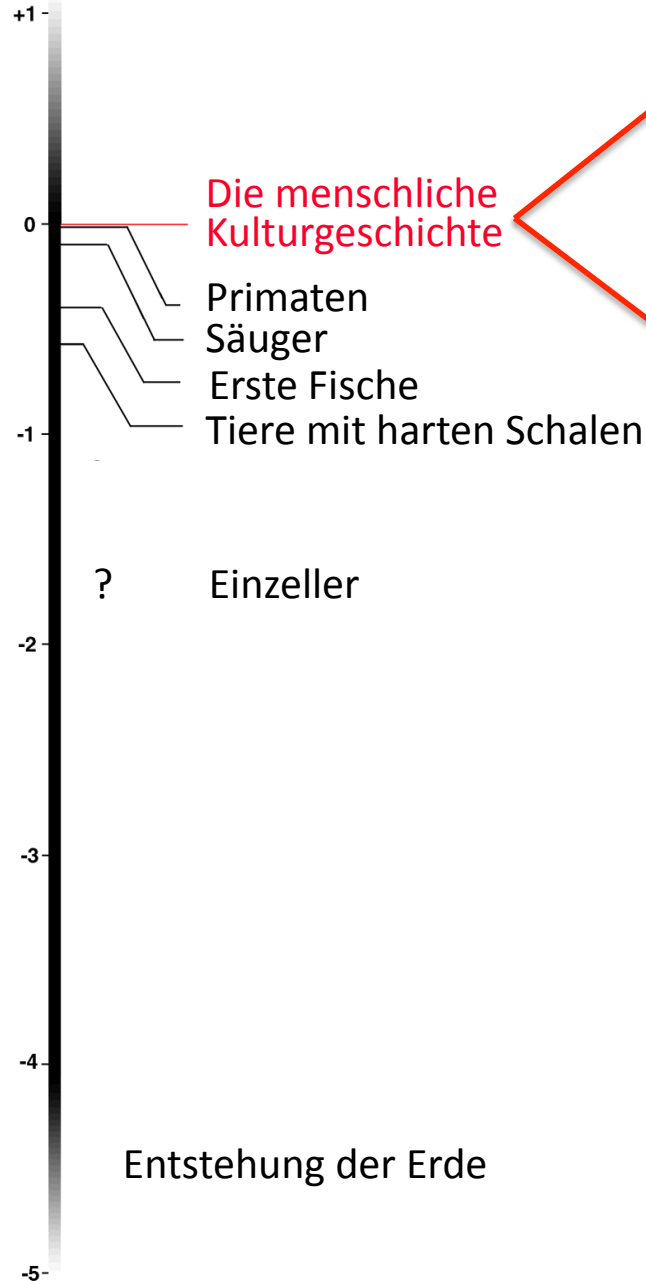 +1
Die menschliche
0 Kulturgeschichte
Primaten
Säuger
Erste Fische
Tiere mit harten Schalen
-1
? Einzeller
-2
-3
-4
Entstehung der Erde
-5